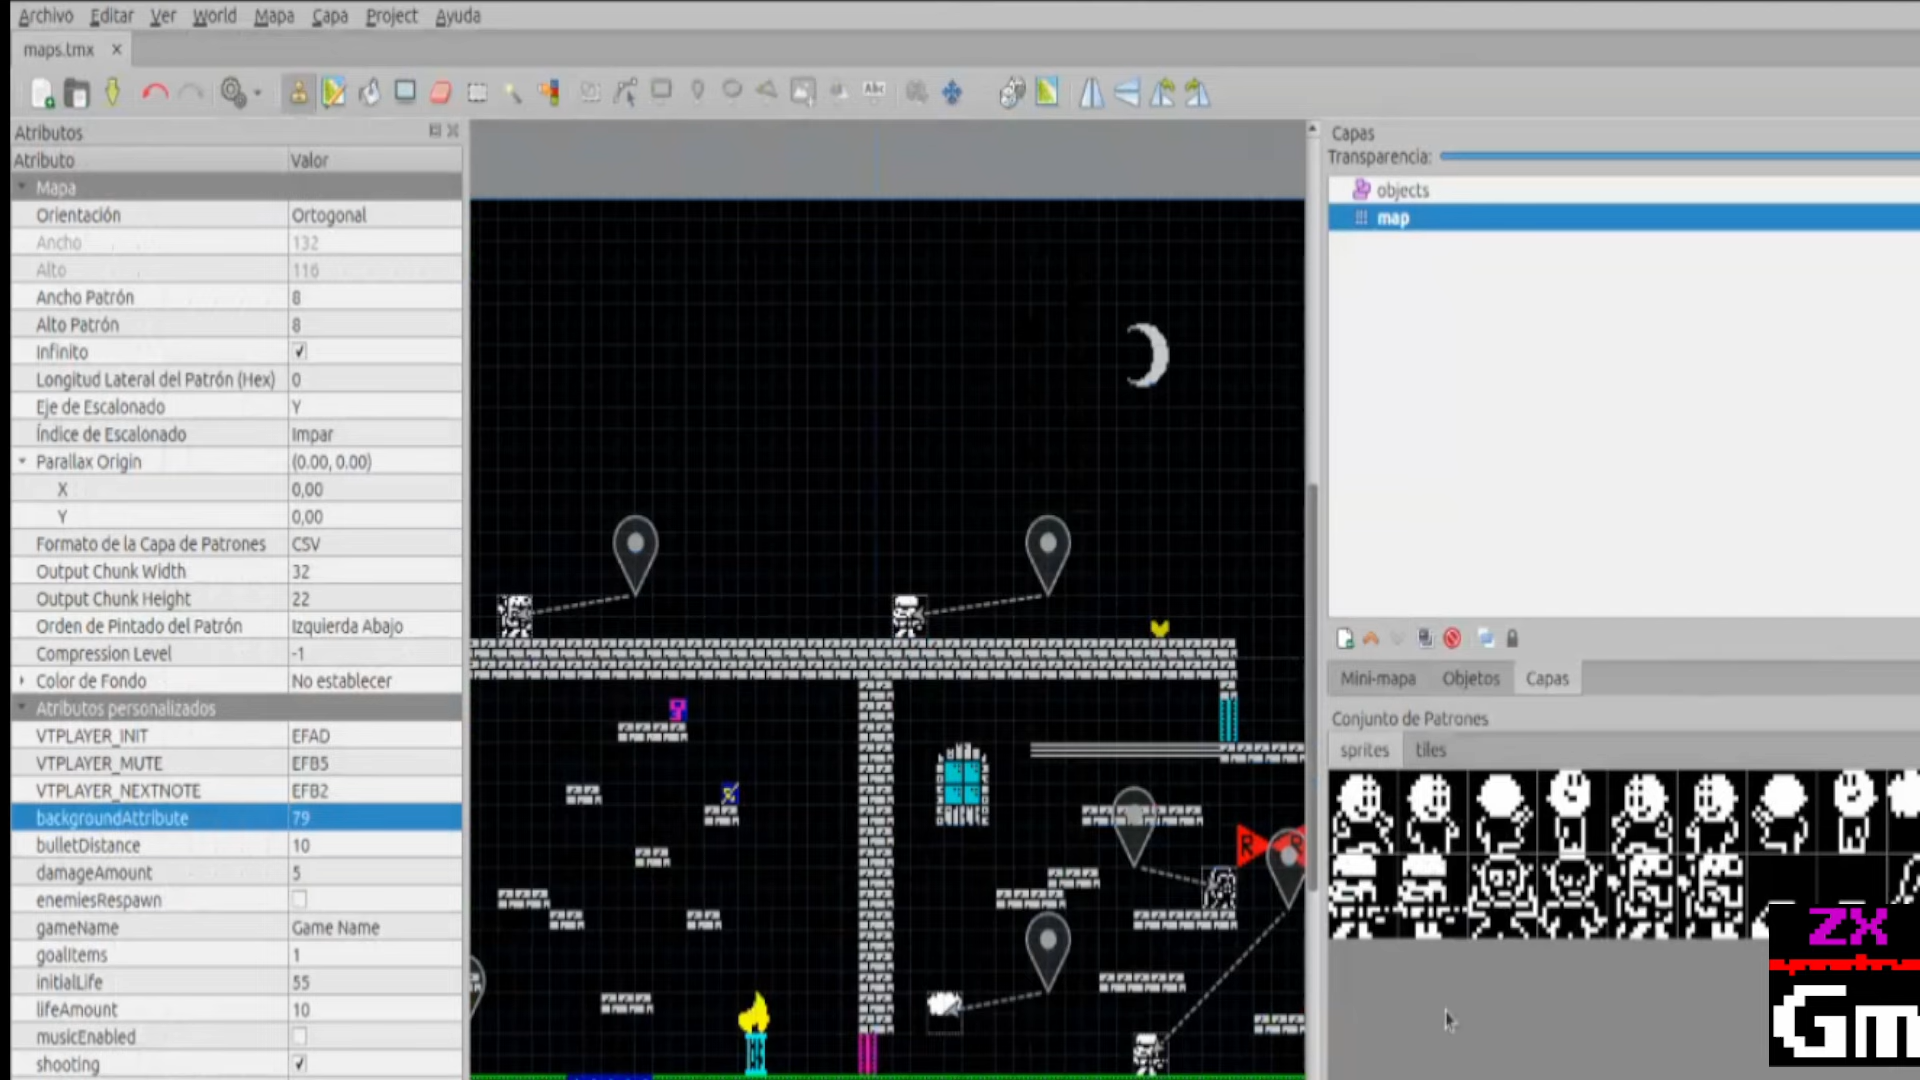 Archivo Editar Ver World Mapa Capa Project Ayuda
maps.tmx
Abc
Atributos
Atributo Valor
Mapa
Orientación Ortogonal
Ancho 132
Alto 116
Ancho Patrón 8
Alto Patrón 8
Infinito
Longitud Lateral del Patrón (Hex) 0
Eje de Escalonado Y
Índice de Escalonado Impar
Parallax Origin (0.00, 0.00)
X 0,00
Y 0,00
Formato de la Capa de Patrones CSV
Output Chunk Width 32
Output Chunk Height 22
Orden de Pintado del Patrón Izquierda Abajo
Compression Level -1
Color de Fondo No establecer
Atributos personalizados
VTPLAYER_INIT EFAD
VTPLAYER_MUTE EFB5
VTPLAYER_NEXTNOTE EFB2
backgroundAttribute 79
bulletDistance 10
damageAmount 5
enemiesRespawn
gameName Game Name
goalItems 1
initialLife 55
lifeAmount 10
musicEnabled
shooting
R
R
Capas
Transparencia:
objects
map
Mini-mapa Objetos Capas
Conjunto de Patrones
sprites tiles
ZX
Gm